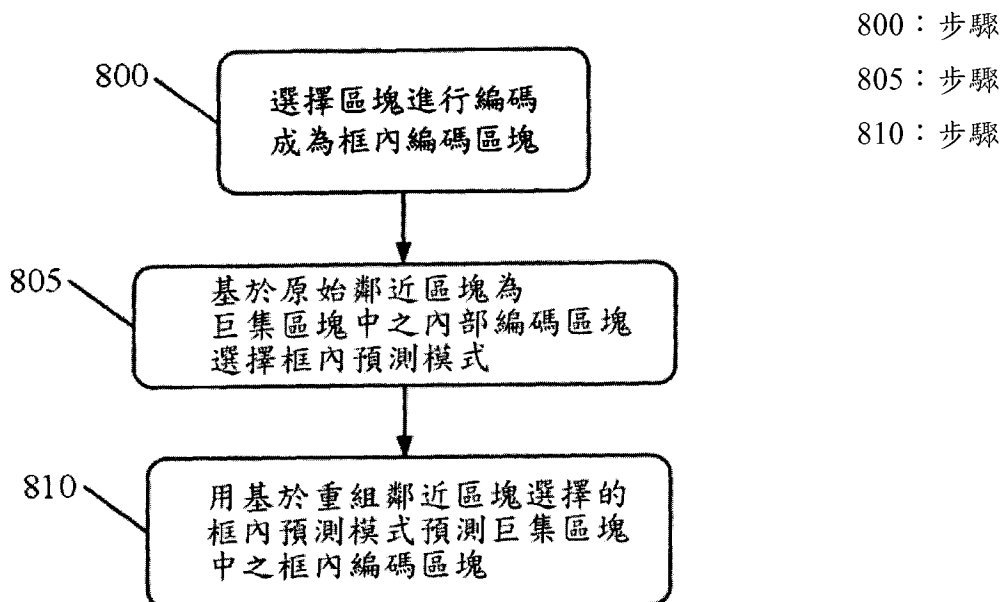 800：步驟
805：步驟
810：步驟
800
選擇區塊進行編碼
成為框內編碼區塊
805
基於原始鄰近區塊為
巨集區塊中之內部編碼區塊
選擇框內預測模式
810
用基於重組鄰近區塊選擇的
框內預測模式預測巨集區塊
中之框內編碼區塊